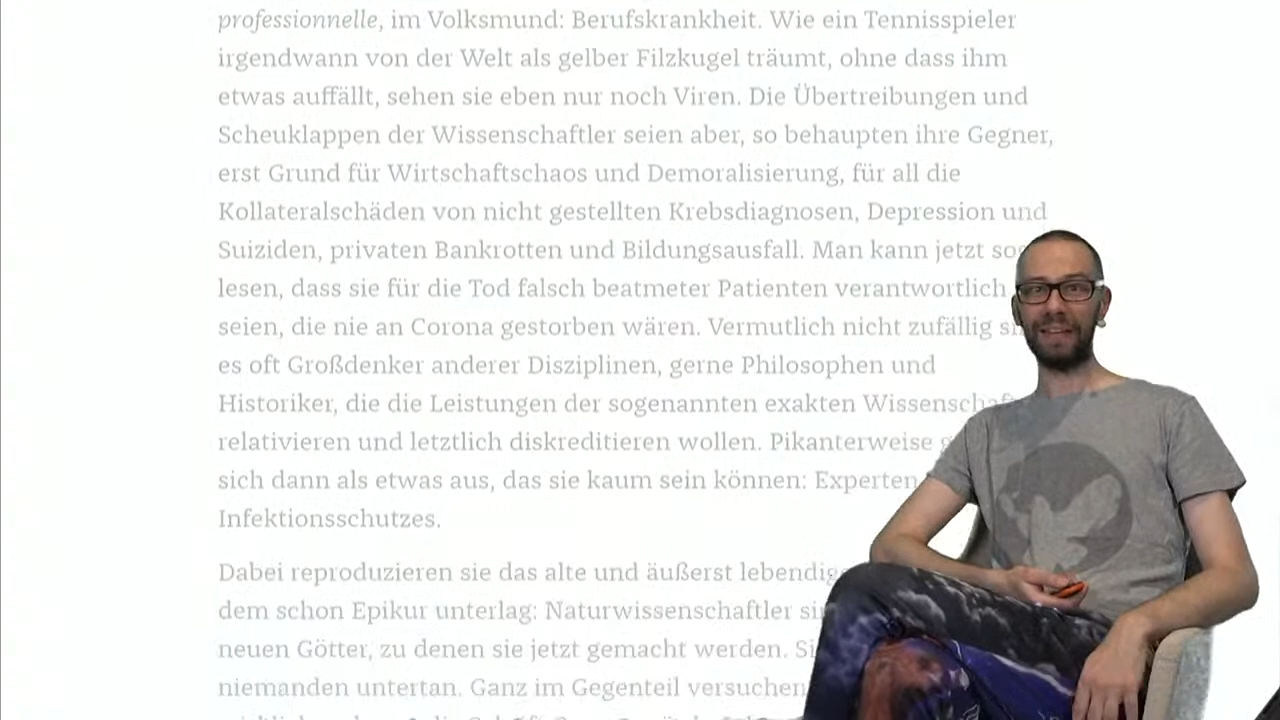 professionnelle, im Volksmund: Berufskrankheit. Wie ein Tennisspieler
irgendwann von der Welt als gelber Filzkugel träumt, ohne dass ihm
etwas auffällt, sehen sie eben nur noch Viren. Die Übertreibungen und
Scheuklappen der Wissenschaftler seien aber, so behaupten ihre Gegner,
erst Grund für Wirtschaftschaos und Demoralisierung, für all die
Kollateralschäden von nicht gestellten Krebsdiagnosen, Depression und
Suiziden, privaten Bankrotten und Bildungsausfall. Man kann jetzt
lesen, dass sie für die Tod falsch beatmeter Patienten verantwortlich
seien, die nie an Corona gestorben wären. Vermutlich nicht zufällig
es oft Großdenker anderer Disziplinen, gerne Philosophen und
Historiker, die die Leistungen der sogenannten exakten
relativieren und letztlich diskreditieren wollen. Pikanterweise
sich dann als etwas aus, das sie kaum sein können: Experten
Infektionsschutzes.
Dabei reproduzieren sie das alte und äußerst
dem schon Epikur unterlag: Naturwissenschaftler
neuen Götter, zu denen sie jetzt gemacht werden.
niemanden untertan. Ganz im Gegenteil versuchen